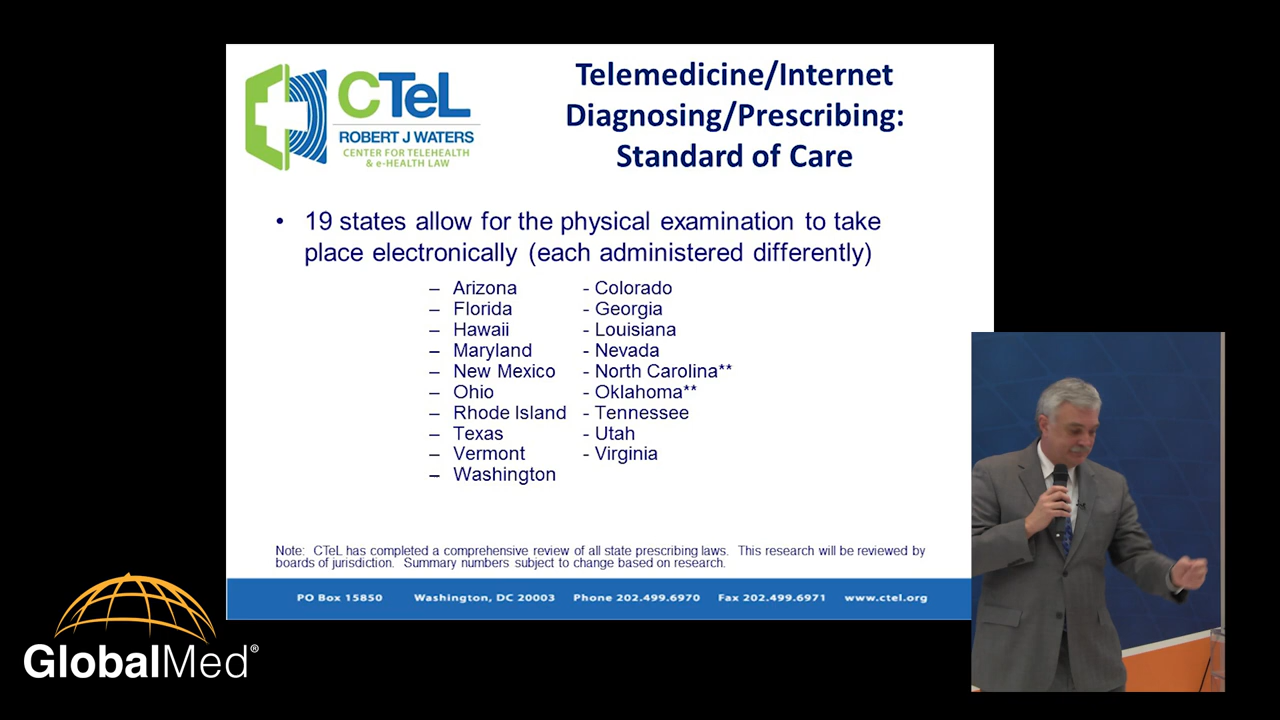 CTeL
ROBERT J WATERS
CENTER FOR TELEHEALTH
& e-HEALTH LAW
Telemedicine/Internet
Diagnosing/Prescribing:
Standard of Care
• 19 states allow for the physical examination to take
place electronically (each administered differently)
– Arizona - Colorado
– Florida - Georgia
– Hawaii - Louisiana
– Maryland - Nevada
– New Mexico - North Carolina**
– Ohio - Oklahoma**
– Rhode Island - Tennessee
– Texas - Utah
– Vermont - Virginia
– Washington
Note: CTeL has completed a comprehensive review of all state prescribing laws. This research will be reviewed by
boards of jurisdiction. Summary numbers subject to change based on research.
PO Box 15850 Washington, DC 20003 Phone 202.499.6970 Fax 202.499.6971 www.ctel.org
GlobalMed®